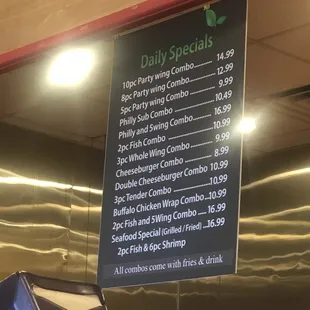 Daily Specials
10pc Party wing Combo 14.99
8pc Party wing Combo 12.99
5pc Party wing Combo 9.99
Philly Sub Combo 10.49
Philly and 5wing Combo 16.99
2pc Fish Combo 10.99
3pc Whole Wing Combo 9.99
Cheeseburger Combo 8.99
Double Cheeseburger Combo 10.99
3pc Tender Combo 10.99
Buffalo Chicken Wrap Combo 10.99
2pc Fish and 5Wing Combo 16.99
Seafood Special (Grilled / Fried) 16.99
2pc Fish & 6pc Shrimp
All combos come with fries & drink